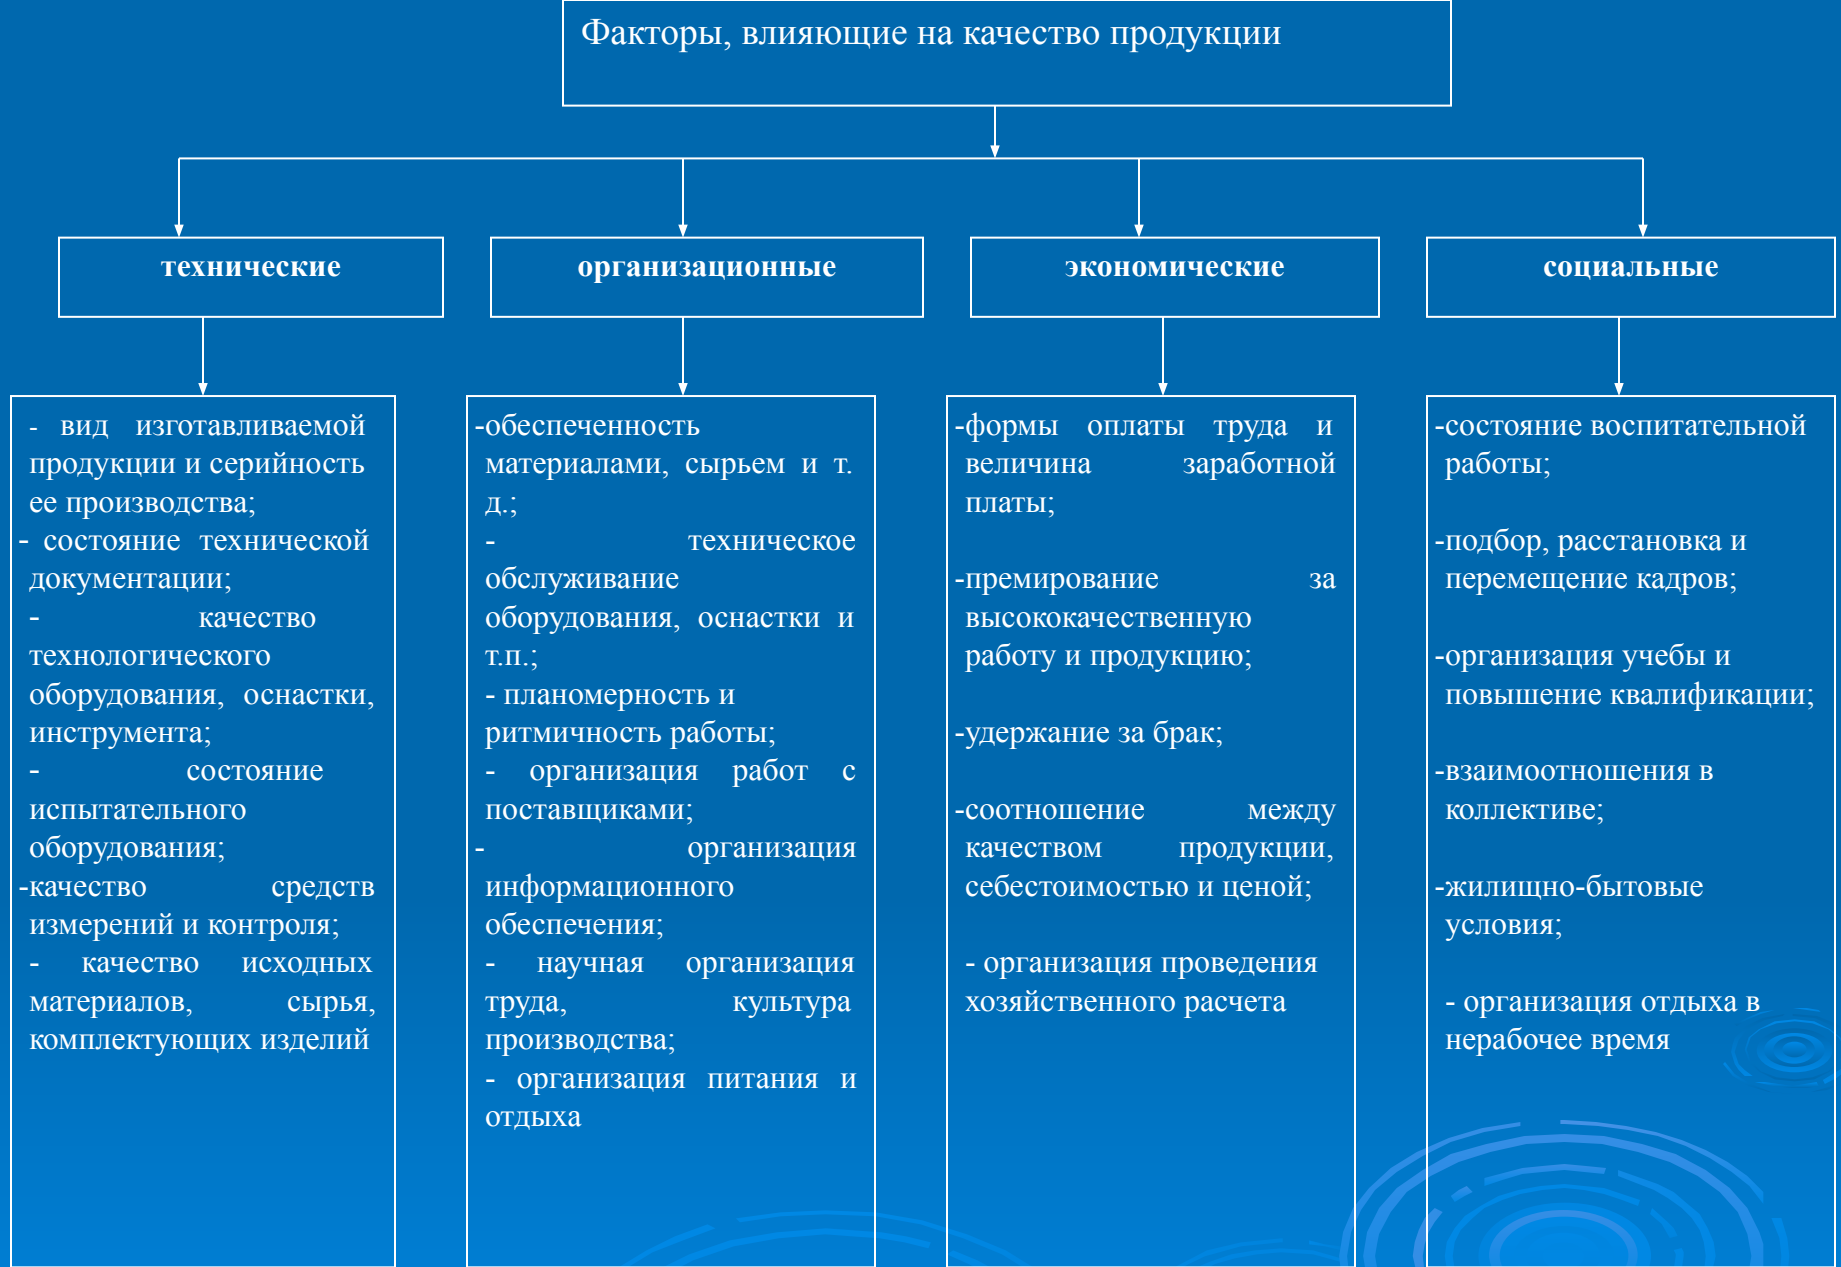 Факторы, влияющие на качество продукции
технические
организационные
экономические
социальные
- вид изготавливаемой
продукции и серийность
ее производства;
- состояние технической
документации;
- качество
технологического
оборудования, оснастки,
инструмента;
- состояние
испытательного
оборудования;
-качество средств
измерений и контроля;
- качество исходных
материалов, сырья,
комплектующих изделий
-обеспеченность
материалами, сырьем и т.
д.;
- техническое
обслуживание
оборудования, оснастки и
т.п.;
- планомерность и
ритмичность работы;
- организация работ с
поставщиками;
- организация
информационного
обеспечения;
- научная организация
труда, культура
производства;
- организация питания и
отдыха
-формы оплаты труда и
величина заработной
платы;
-премирование за
высококачественную
работу и продукцию;
-удержание за брак;
-соотношение между
качеством продукции,
себестоимостью и ценой;
- организация проведения
хозяйственного расчета
-состояние воспитательной
работы;
-подбор, расстановка и
перемещение кадров;
-организация учебы и
повышение квалификации;
-взаимоотношения в
коллективе;
-жилищно-бытовые
условия;
- организация отдыха в
нерабочее время